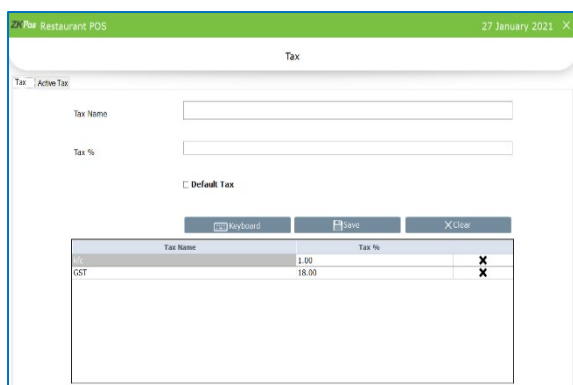 ZKPos Restaurant POS 27 January 2021 X
Tax
Tax Active Tax
Tax Name
Tax %
Default Tax
Keyboard Save X Clear
Tax Name Tax %
1.00 X
GST 18.00 X